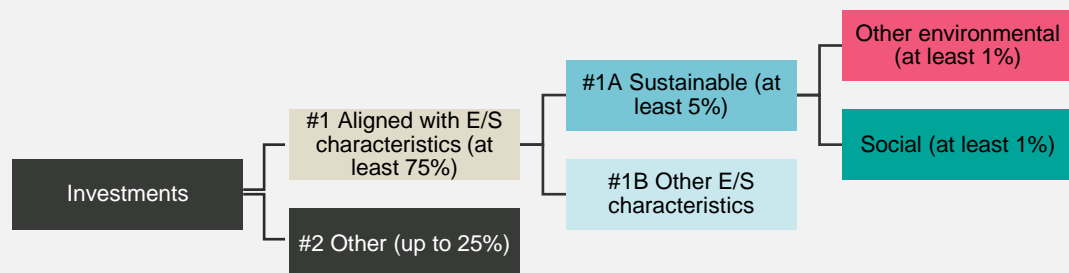 Investments
#1 Aligned with E/S
characteristics (at
least 75%)
#2 Other (up to 25%)
#1A Sustainable (at
least 5%)
#1B Other E/S
characteristics
Other environmental
(at least 1%)
Social (at least 1%)